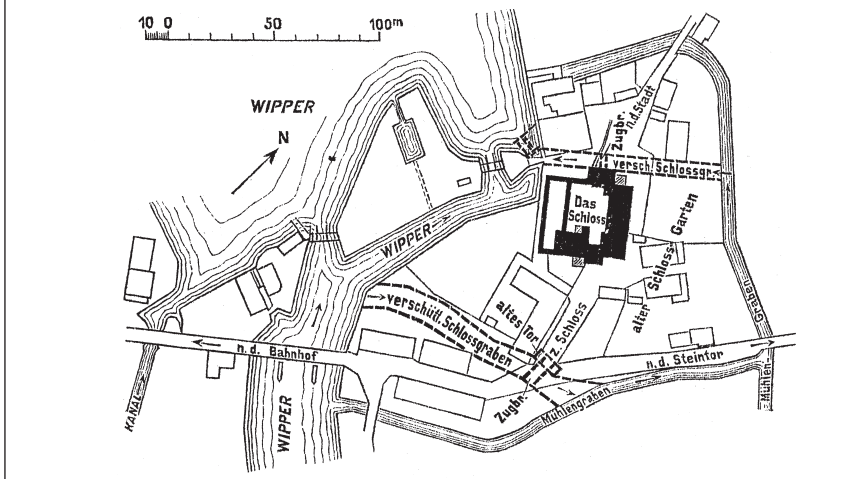 10 0 50 100m
WIPPER
N
Zugbr.
n.d.Stadt
versch. Schlossgr.
Das
Schloss
WIPPER
alter Schloss Garten
verschütt. Schlossgraben
altes Tor
z. Schloss
n.d. Bahnhof
n.d. Steintor
Zugbr.
Mühlengraben
Mühlen-
Graben
KANAL
WIPPER